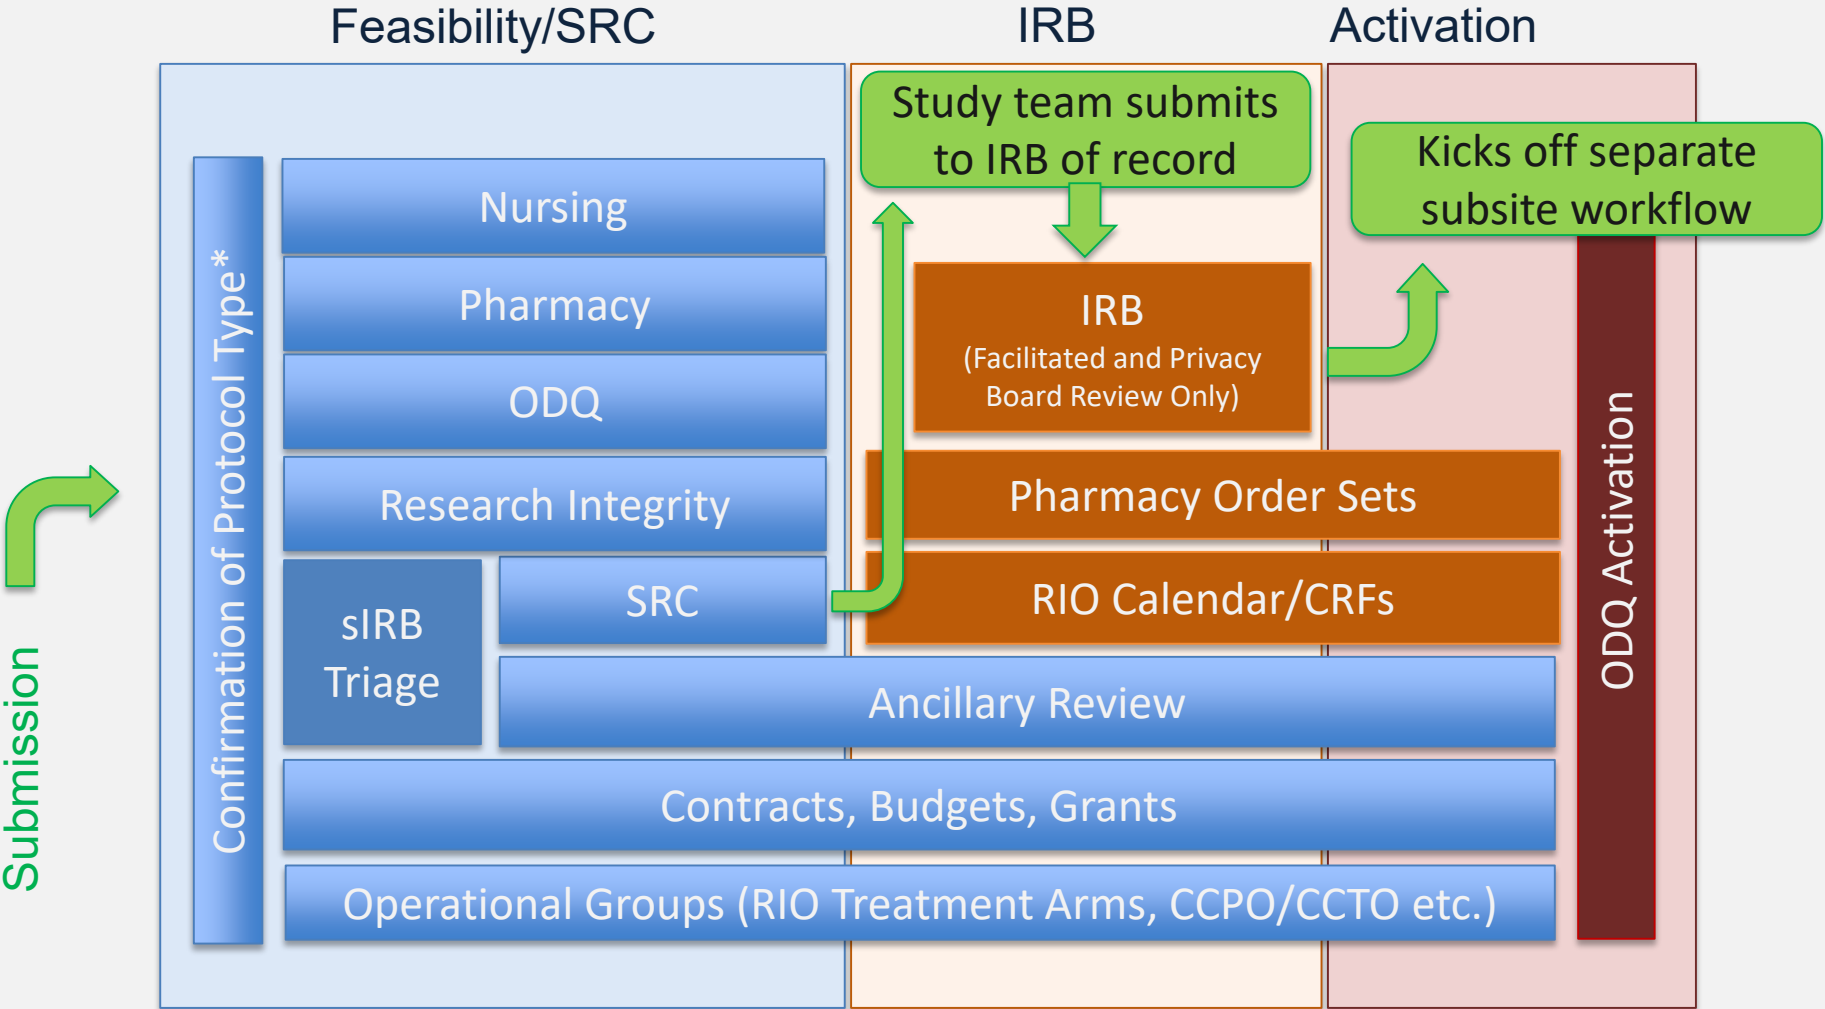 Feasibility/SRC
IRB
Activation
Study team submits
to IRB of record
Kicks off separate
subsite workflow
Submission
Confirmation of Protocol Type*
Nursing
Pharmacy
ODQ
Research Integrity
sIRB
Triage
SRC
IRB
(Facilitated and Privacy
Board Review Only)
Pharmacy Order Sets
RIO Calendar/CRFs
Ancillary Review
Contracts, Budgets, Grants
Operational Groups (RIO Treatment Arms, CCPO/CCTO etc.)
ODQ Activation